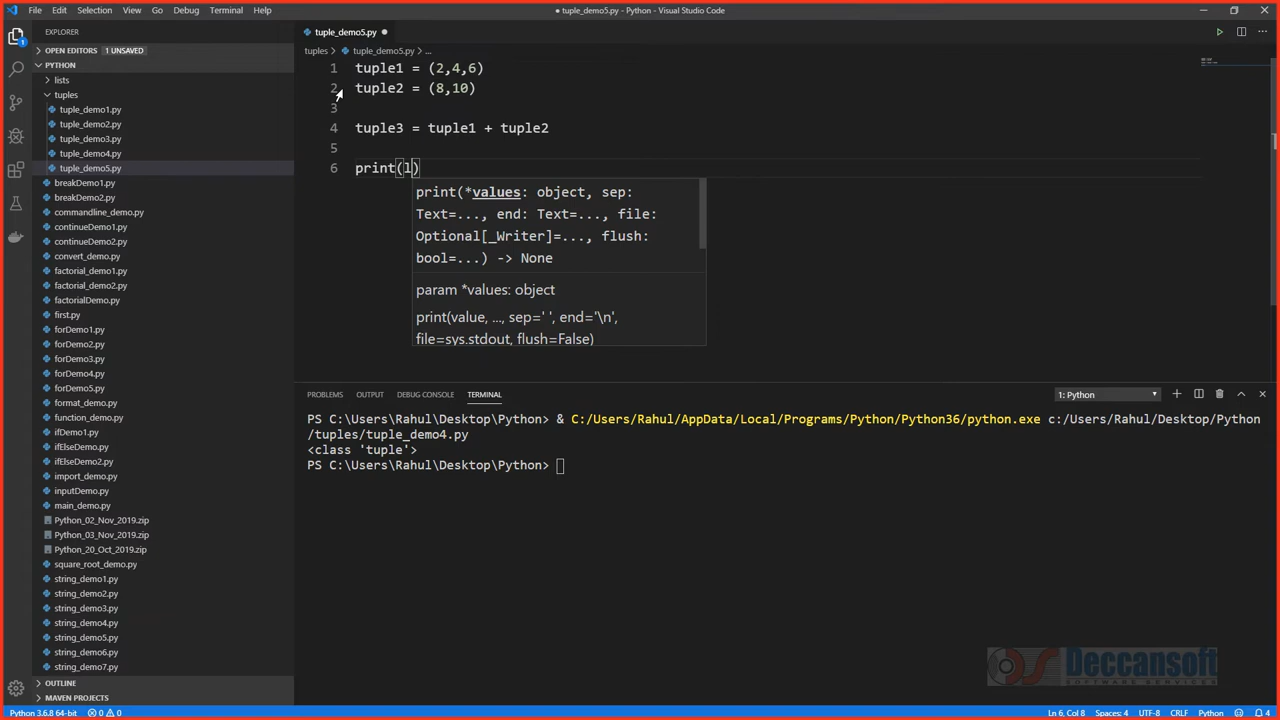 File Edit Selection View Go Debug Terminal Help
● tuple_demo5.py - Python - Visual Studio Code
EXPLORER
tuple_demo5.py
OPEN EDITORS 1 UNSAVED
tuples > tuple_demo5.py > ...
PYTHON
lists
tuples
tuple_demo1.py
tuple_demo2.py
tuple_demo3.py
tuple_demo4.py
tuple_demo5.py
breakDemo1.py
breakDemo2.py
commandline_demo.py
continueDemo1.py
continueDemo2.py
convert_demo.py
factorial_demo1.py
factorial_demo2.py
factorialDemo.py
first.py
forDemo1.py
forDemo2.py
forDemo3.py
forDemo4.py
forDemo5.py
format_demo.py
function_demo.py
ifDemo1.py
ifElseDemo.py
ifElseDemo2.py
import_demo.py
inputDemo.py
main_demo.py
Python_02_Nov_2019.zip
Python_03_Nov_2019.zip
Python_20_Oct_2019.zip
square_root_demo.py
string_demo1.py
string_demo2.py
string_demo3.py
string_demo4.py
string_demo5.py
string_demo6.py
string_demo7.py
OUTLINE
MAVEN PROJECTS
1 tuple1 = (2,4,6)
2 tuple2 = (8,10)
3
4 tuple3 = tuple1 + tuple2
5
6 print(l)
print(*values: object, sep:
Text=..., end: Text=..., file:
Optional[_Writer]=..., flush:
bool=...) -> None
param *values: object
print(value, ..., sep=' ', end='\n',
file=sys.stdout, flush=False)
PROBLEMS OUTPUT DEBUG CONSOLE TERMINAL 1: Python
PS C:\Users\Rahul\Desktop\Python> & C:/Users/Rahul/AppData/Local/Programs/Python/Python36/python.exe c:/Users/Rahul/Desktop/Python
/tuples/tuple_demo4.py
<class 'tuple'>
PS C:\Users\Rahul\Desktop\Python>
Deccansoft
SOFTWARE SERVICES
Python 3.6.8 64-bit 0 0 Ln 6, Col 8 Spaces: 4 UTF-8 CRLF Python 4